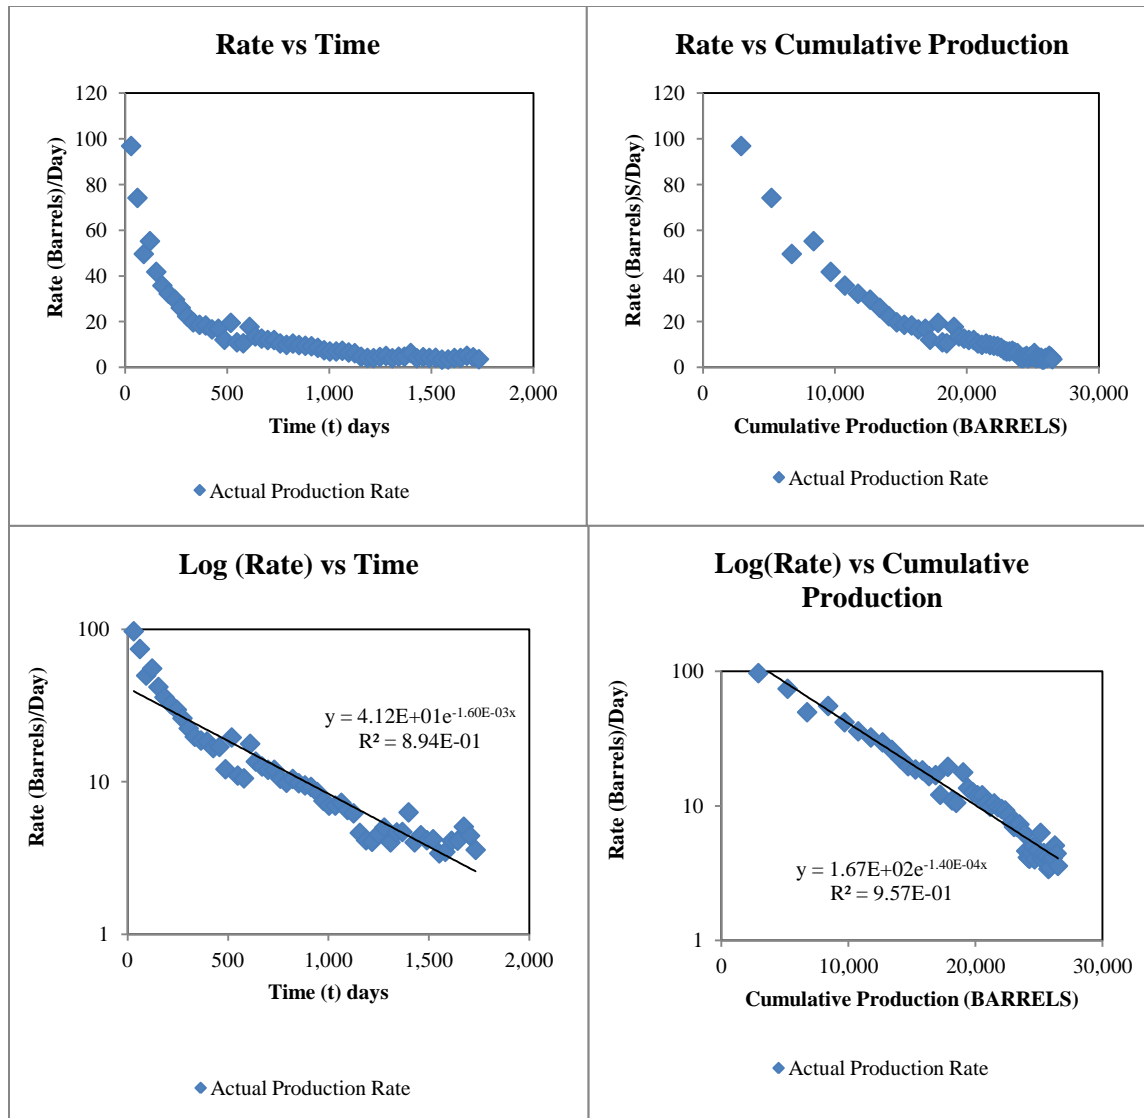 Rate vs Time
Rate (Barrels)/Day)
120
100
80
60
40
20
0
0 500 1,000 1,500 2,000
Time (t) days
Actual Production Rate
Rate vs Cumulative Production
Rate (Barrels)S/Day)
120
100
80
60
40
20
0
0 10,000 20,000 30,000
Cumulative Production (BARRELS)
Actual Production Rate
Log (Rate) vs Time
Rate (Barrels)/Day)
100
10
1
y = 4.12E+01e^-1.60E-03x
R² = 8.94E-01
0 500 1,000 1,500 2,000
Time (t) days
Actual Production Rate
Log(Rate) vs Cumulative
Production
Rate (Barrels)/Day)
100
10
1
y = 1.67E+02e^-1.40E-04x
R² = 9.57E-01
0 10,000 20,000 30,000
Cumulative Production (BARRELS)
Actual Production Rate